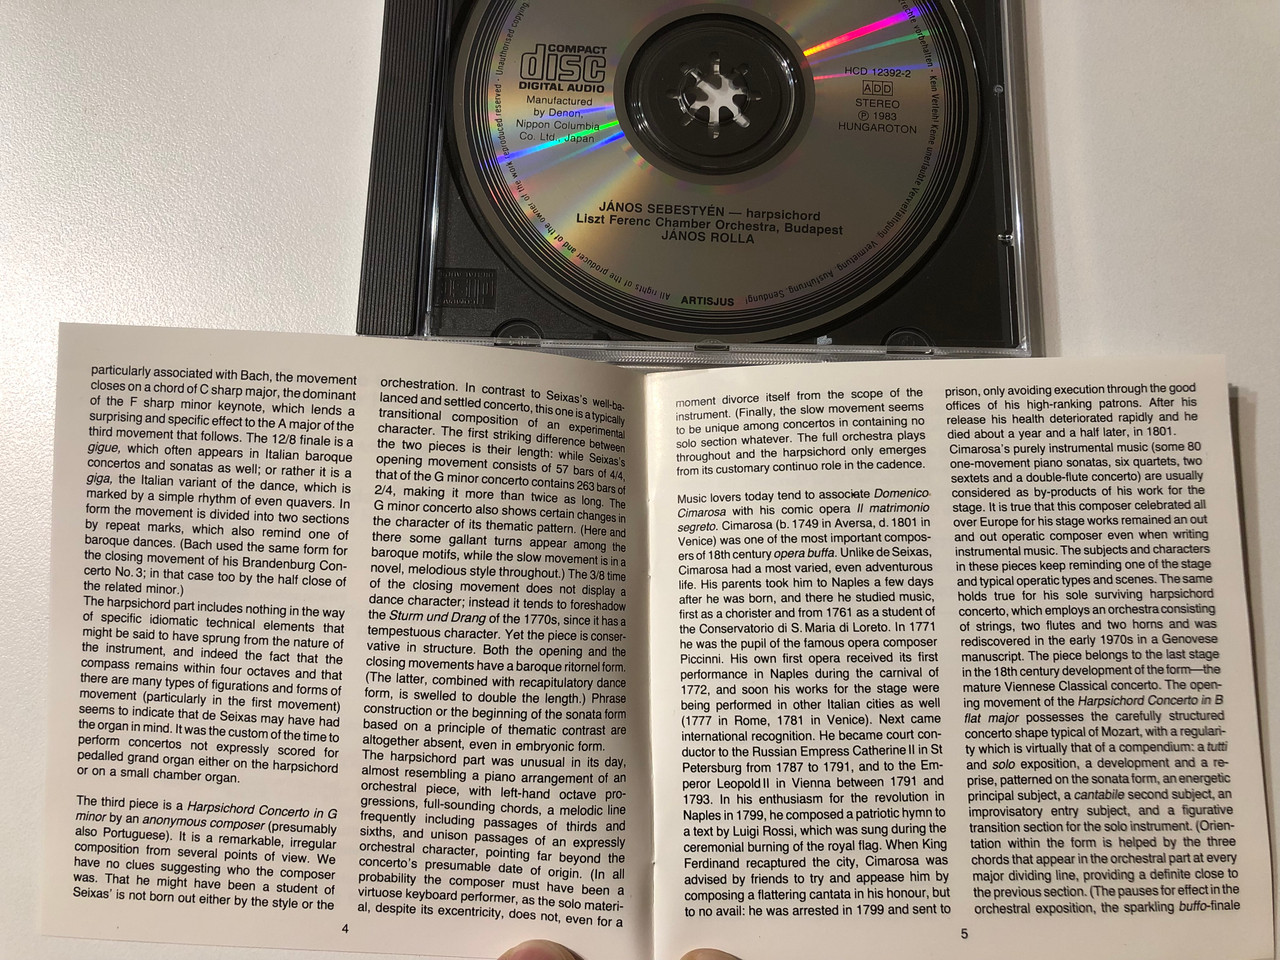 COMPACT
disc
DIGITAL AUDIO
Manufactured
by Denon,
Nippon Columbia
Co. Ltd., Japan
HCD 12392-2
ADD
STEREO
Ⓟ 1983
HUNGAROTON
JÁNOS SEBESTYÉN — harpsichord
Liszt Ferenc Chamber Orchestra, Budapest
JÁNOS ROLLA
All rights of the producer and of the owner of the work reproduced reserved · Unauthorised copying,
ARTISJUS
rechte vorbehalten · Kein Verleih! Keine unerlaubte Vervielfältigung, Vermietung, Aufführung, Sendung!
particularly associated with Bach, the movement
closes on a chord of C sharp major, the dominant
of the F sharp minor keynote, which lends a
surprising and specific effect to the A major of the
third movement that follows. The 12/8 finale is a
gigue, which often appears in Italian baroque
concertos and sonatas as well; or rather it is a
giga, the Italian variant of the dance, which is
marked by a simple rhythm of even quavers. In
form the movement is divided into two sections
by repeat marks, which also remind one of
baroque dances. (Bach used the same form for
the closing movement of his Brandenburg Con-
certo No. 3; in that case too by the half close of
the related minor.)
The harpsichord part includes nothing in the way
of specific idiomatic technical elements that
might be said to have sprung from the nature of
the instrument, and indeed the fact that the
compass remains within four octaves and that
there are many types of figurations and forms of
movement (particularly in the first movement)
seems to indicate that de Seixas may have had
the organ in mind. It was the custom of the time to
perform concertos not expressly scored for
pedalled grand organ either on the harpsichord
or on a small chamber organ.
The third piece is a Harpsichord Concerto in G
minor by an anonymous composer (presumably
also Portuguese). It is a remarkable, irregular
composition from several points of view. We
have no clues suggesting who the composer
was. That he might have been a student of
Seixas' is not born out either by the style or the
4
orchestration. In contrast to Seixas's well-ba-
lanced and settled concerto, this one is a typically
transitional composition of an experimental
character. The first striking difference between
the two pieces is their length: while Seixas's
opening movement consists of 57 bars of 4/4,
that of the G minor concerto contains 263 bars of
2/4, making it more than twice as long. The
G minor concerto also shows certain changes in
the character of its thematic pattern. (Here and
there some gallant turns appear among the
baroque motifs, while the slow movement is in a
novel, melodious style throughout.) The 3/8 time
of the closing movement does not display a
dance character; instead it tends to foreshadow
the Sturm und Drang of the 1770s, since it has a
tempestuous character. Yet the piece is conser-
vative in structure. Both the opening and the
closing movements have a baroque ritornel form.
(The latter, combined with recapitulatory dance
form, is swelled to double the length.) Phrase
construction or the beginning of the sonata form
based on a principle of thematic contrast are
altogether absent, even in embryonic form.
The harpsichord part was unusual in its day,
almost resembling a piano arrangement of an
orchestral piece, with left-hand octave pro-
gressions, full-sounding chords, a melodic line
frequently including passages of thirds and
sixths, and unison passages of an expressly
orchestral character, pointing far beyond the
concerto's presumable date of origin. (In all
probability the composer must have been a
virtuose keyboard performer, as the solo materi-
al, despite its excentricity, does not, even for a
moment divorce itself from the scope of the
instrument. (Finally, the slow movement seems
to be unique among concertos in containing no
solo section whatever. The full orchestra plays
throughout and the harpsichord only emerges
from its customary continuo role in the cadence.
Music lovers today tend to associate Domenico
Cimarosa with his comic opera Il matrimonio
segreto. Cimarosa (b. 1749 in Aversa, d. 1801 in
Venice) was one of the most important compos-
ers of 18th century opera buffa. Unlike de Seixas,
Cimarosa had a most varied, even adventurous
life. His parents took him to Naples a few days
after he was born, and there he studied music,
first as a chorister and from 1761 as a student of
the Conservatorio di S. Maria di Loreto. In 1771
he was the pupil of the famous opera composer
Piccinni. His own first opera received its first
performance in Naples during the carnival of
1772, and soon his works for the stage were
being performed in other Italian cities as well
(1777 in Rome, 1781 in Venice). Next came
international recognition. He became court con-
ductor to the Russian Empress Catherine II in St
Petersburg from 1787 to 1791, and to the Em-
peror Leopold II in Vienna between 1791 and
1793. In his enthusiasm for the revolution in
Naples in 1799, he composed a patriotic hymn to
a text by Luigi Rossi, which was sung during the
ceremonial burning of the royal flag. When King
Ferdinand recaptured the city, Cimarosa was
advised by friends to try and appease him by
composing a flattering cantata in his honour, but
to no avail: he was arrested in 1799 and sent to
prison, only avoiding execution through the good
offices of his high-ranking patrons. After his
release his health deteriorated rapidly and he
died about a year and a half later, in 1801.
Cimarosa's purely instrumental music (some 80
one-movement piano sonatas, six quartets, two
sextets and a double-flute concerto) are usually
considered as by-products of his work for the
stage. It is true that this composer celebrated all
over Europe for his stage works remained an out
and out operatic composer even when writing
instrumental music. The subjects and characters
in these pieces keep reminding one of the stage
and typical operatic types and scenes. The same
holds true for his sole surviving harpsichord
concerto, which employs an orchestra consisting
of strings, two flutes and two horns and was
rediscovered in the early 1970s in a Genovese
manuscript. The piece belongs to the last stage
in the 18th century development of the form—the
mature Viennese Classical concerto. The open-
ing movement of the Harpsichord Concerto in B
flat major possesses the carefully structured
concerto shape typical of Mozart, with a regulari-
ty which is virtually that of a compendium: a tutti
and solo exposition, a development and a re-
prise, patterned on the sonata form, an energetic
principal subject, a cantabile second subject, an
improvisatory entry subject, and a figurative
transition section for the solo instrument. (Orien-
tation within the form is helped by the three
chords that appear in the orchestral part at every
major dividing line, providing a definite close to
the previous section. (The pauses for effect in the
orchestral exposition, the sparkling buffo-finale
5